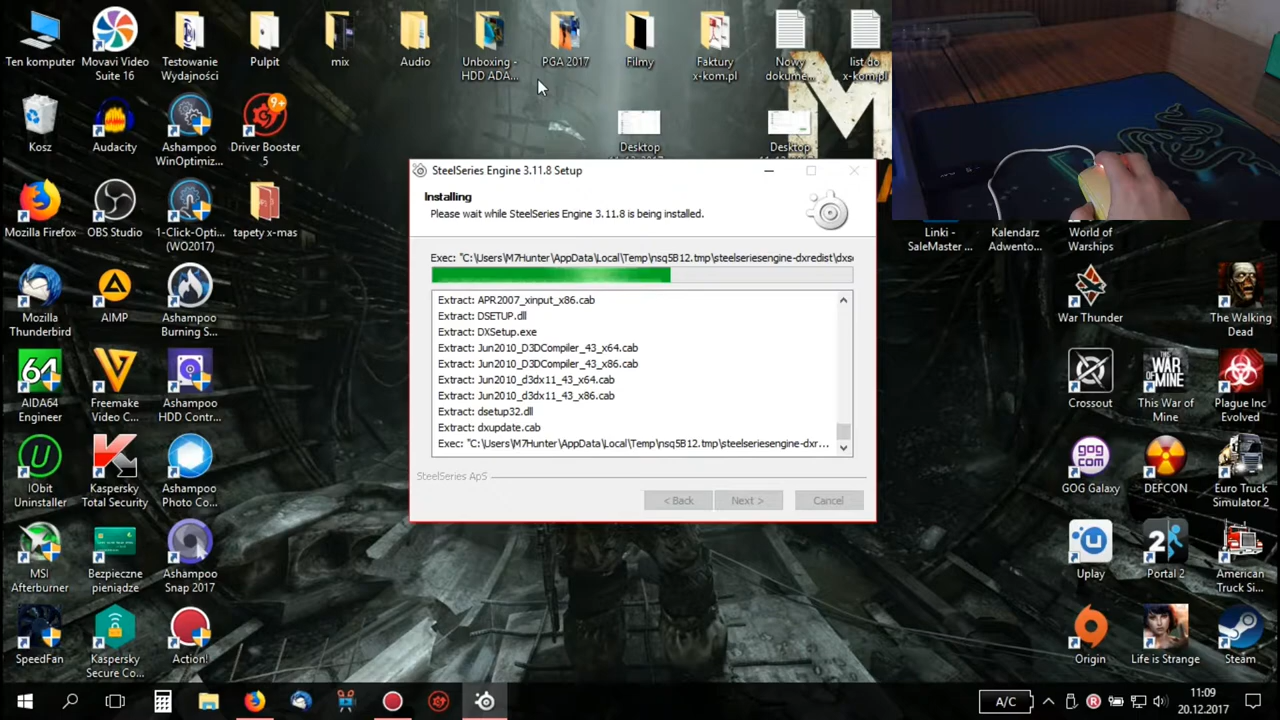 Ten komputer
Movavi Video
Suite 16
Testowanie
Wydajności
Pulpit
mix
Audio
Unboxing -
HDD ADA...
PGA 2017
Filmy
Faktury
x-kom.pl
Nowy
dokume...
list do
x-kom.pl
Kosz
Audacity
Ashampoo
WinOptimiz...
9+
Driver Booster
5
Desktop
Desktop
M
Mozilla Firefox
OBS Studio
1-Click-Opti...
(WO2017)
tapety x-mas
Linki -
SaleMaster ...
Kalendarz
Adwento...
World of
Warships
SteelSeries Engine 3.11.8 Setup
Installing
Please wait while SteelSeries Engine 3.11.8 is being installed.
Exec: "C:\Users\M7Hunter\AppData\Local\Temp\nsq5B12.tmp\steelseriesengine-dxredist\dxs
Extract: APR2007_xinput_x86.cab
Extract: DSETUP.dll
Extract: DXSetup.exe
Extract: Jun2010_D3DCompiler_43_x64.cab
Extract: Jun2010_D3DCompiler_43_x86.cab
Extract: Jun2010_d3dx11_43_x64.cab
Extract: Jun2010_d3dx11_43_x86.cab
Extract: dsetup32.dll
Extract: dxupdate.cab
Exec: "C:\Users\M7Hunter\AppData\Local\Temp\nsq5B12.tmp\steelseriesengine-dxr...
SteelSeries ApS
< Back
Next >
Cancel
Mozilla
Thunderbird
AIMP
Ashampoo
Burning S...
War Thunder
The Walking
Dead
64
AIDA64
Engineer
Freemake
Video C...
Ashampoo
HDD Contr...
Crossout
THIS
WAR
OF MINE
This War of
Mine
Plague Inc
Evolved
IObit
Uninstaller
Kaspersky
Total Security
Ashampoo
Photo Co...
GOG
COM
GOG Galaxy
DEFCON
Euro Truck
Simulator 2
MSI
Afterburner
Bezpieczne
pieniądze
Ashampoo
Snap 2017
Uplay
2
Portal 2
American
Truck Si...
SpeedFan
Kaspersky
Secure Co...
Action!
Origin
Life is Strange
Steam
A/C
R
11:09
20.12.2017